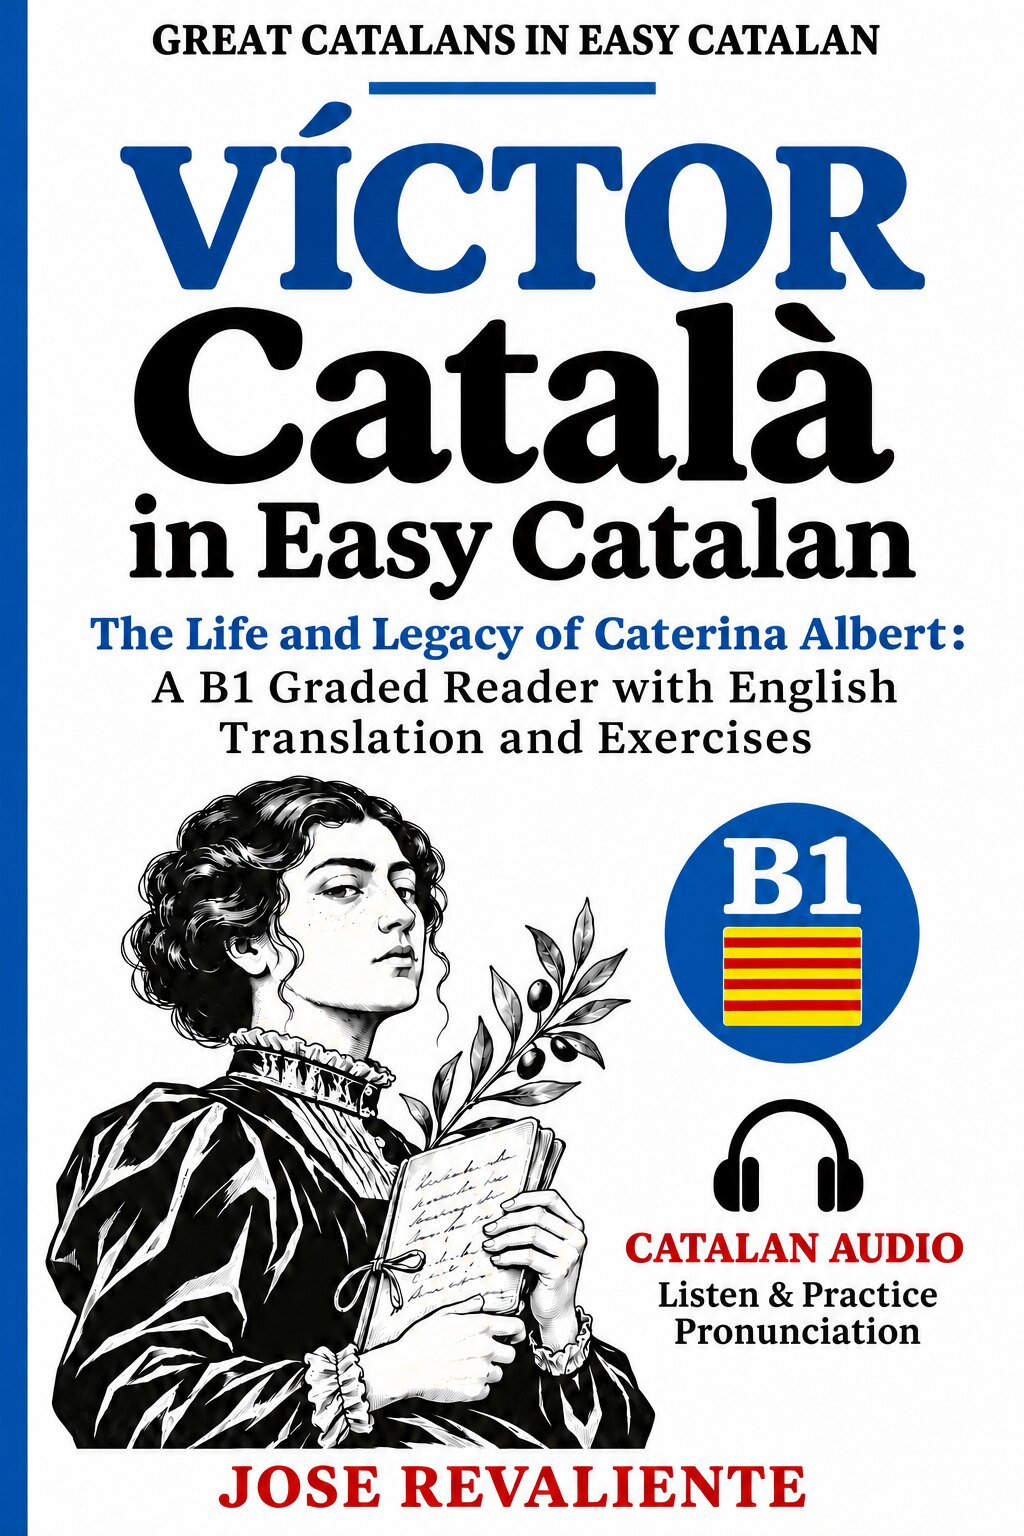 GREAT CATALANS IN EASY CATALAN
VÍCTOR
Català
in Easy Catalan
The Life and Legacy of Caterina Albert:
A B1 Graded Reader with English
Translation and Exercises
B1
CATALAN AUDIO
Listen & Practice
Pronunciation
JOSE REVALIENTE